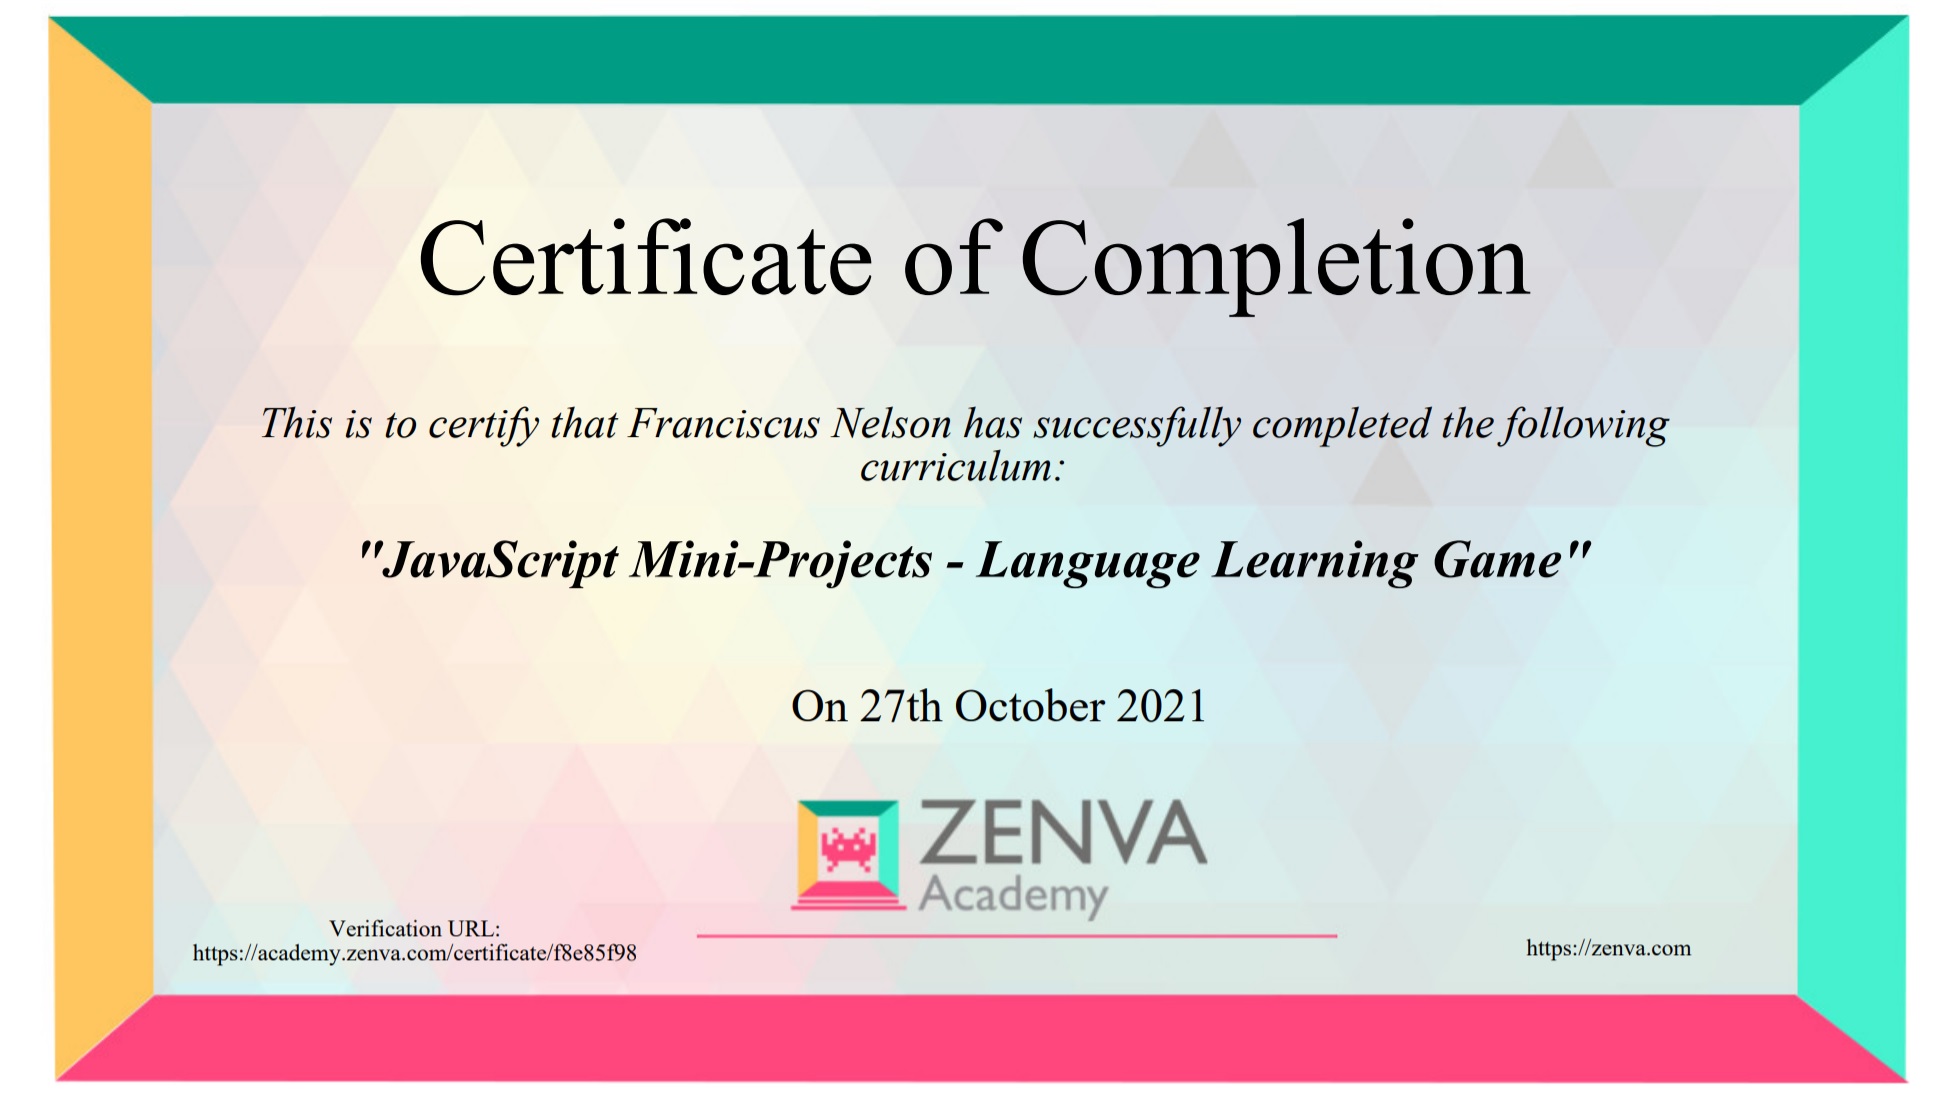 Certificate of Completion
This is to certify that Franciscus Nelson has successfully completed the following
curriculum:
"JavaScript Mini-Projects - Language Learning Game"
On 27th October 2021
ZENVA
Academy
Verification URL:
https://academy.zenva.com/certificate/f8e85f98
https://zenva.com